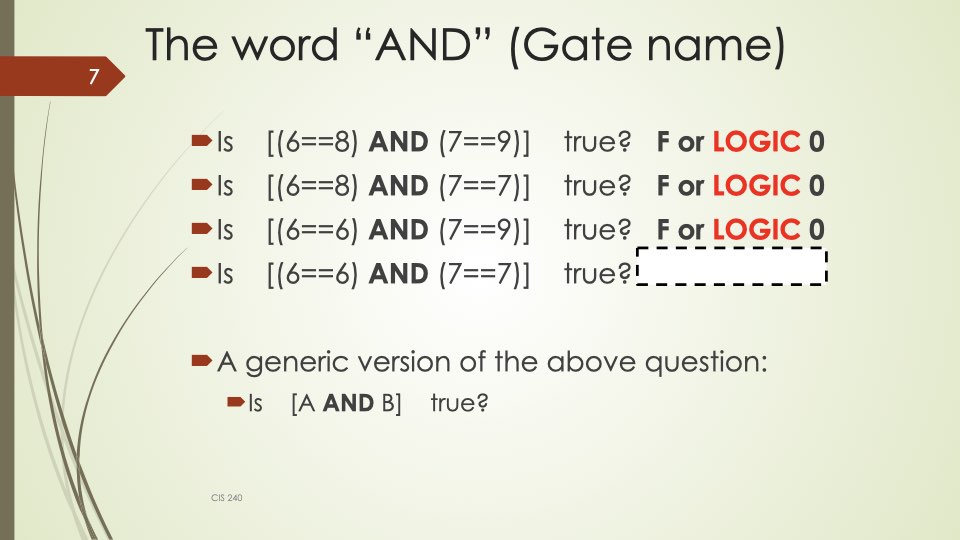 The word “AND” (Gate name)
7
Is [(6==8) AND (7==9)] true? F or LOGIC 0
Is [(6==8) AND (7==7)] true? F or LOGIC 0
Is [(6==6) AND (7==9)] true? F or LOGIC 0
Is [(6==6) AND (7==7)] true?
A generic version of the above question:
Is [A AND B] true?
CIS 240